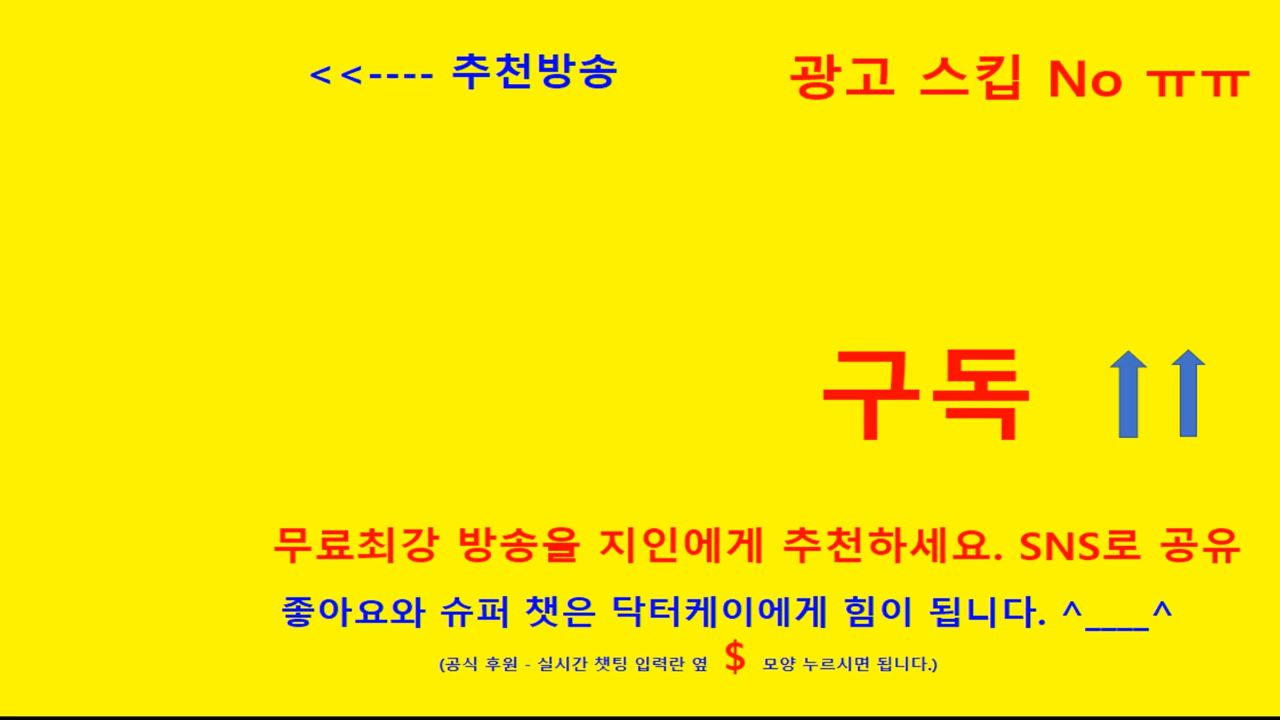 <<---- 추천방송
광고 스킵 No ㅠㅠ
구독
무료최강 방송을 지인에게 추천하세요. SNS로 공유
좋아요와 슈퍼 챗은 닥터케이에게 힘이 됩니다. ^____^
(공식 후원 - 실시간 챗팅 입력란 옆 $ 모양 누르시면 됩니다.)